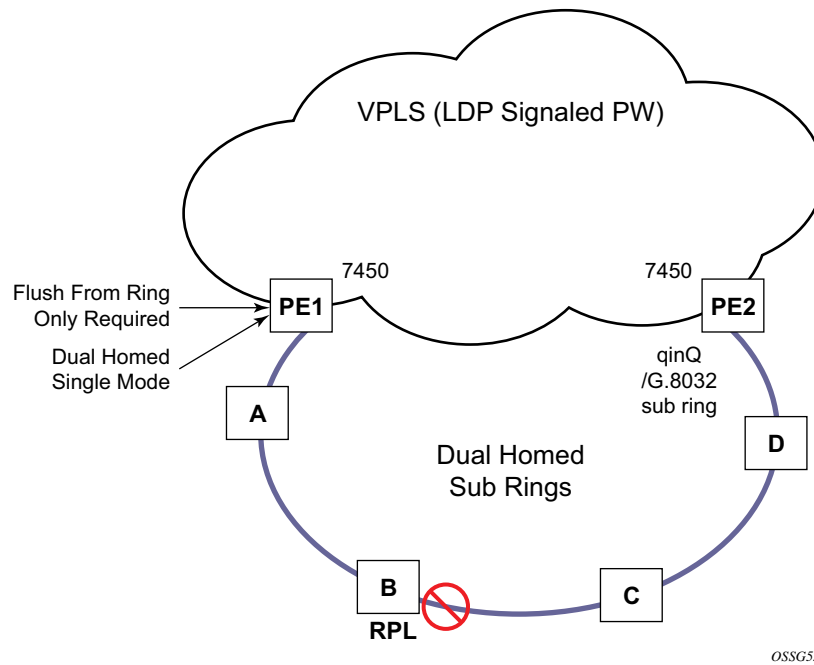 VPLS (LDP Signaled PW)
7450
7450
Flush From Ring
Only Required
PE1
PE2
Dual Homed
Single Mode
qinQ
/G.8032
sub ring
A
D
Dual Homed
Sub Rings
B
C
RPL